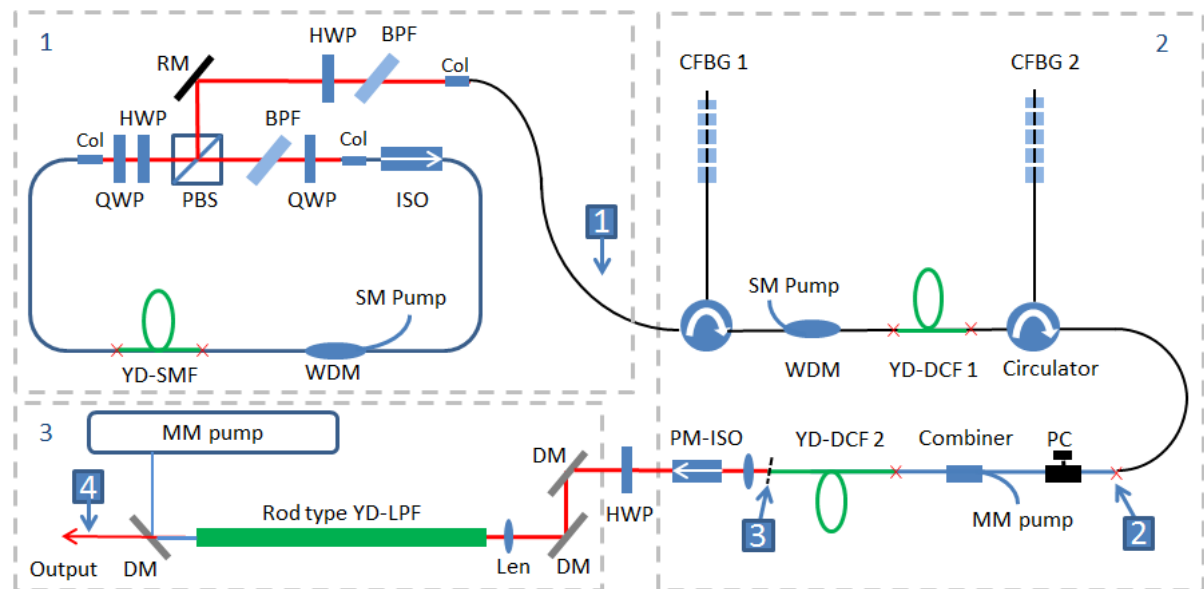 1
HWP
BPF
RM
Col
HWP
BPF
Col
Col
QWP
PBS
QWP
ISO
1
SM Pump
YD-SMF
WDM
2
CFBG 1
CFBG 2
SM Pump
WDM
YD-DCF 1
Circulator
PM-ISO
YD-DCF 2
Combiner
PC
HWP
3
MM pump
2
3
MM pump
DM
4
Rod type YD-LPF
Output
DM
Len
DM